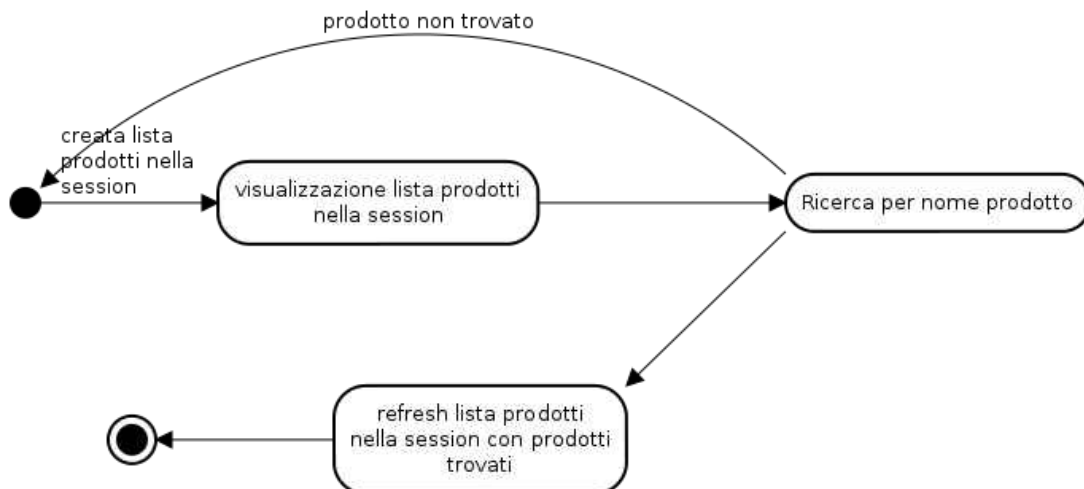 prodotto non trovato
creata lista
prodotti nella
session
visualizzazione lista prodotti
nella session
Ricerca per nome prodotto
refresh lista prodotti
nella session con prodotti
trovati